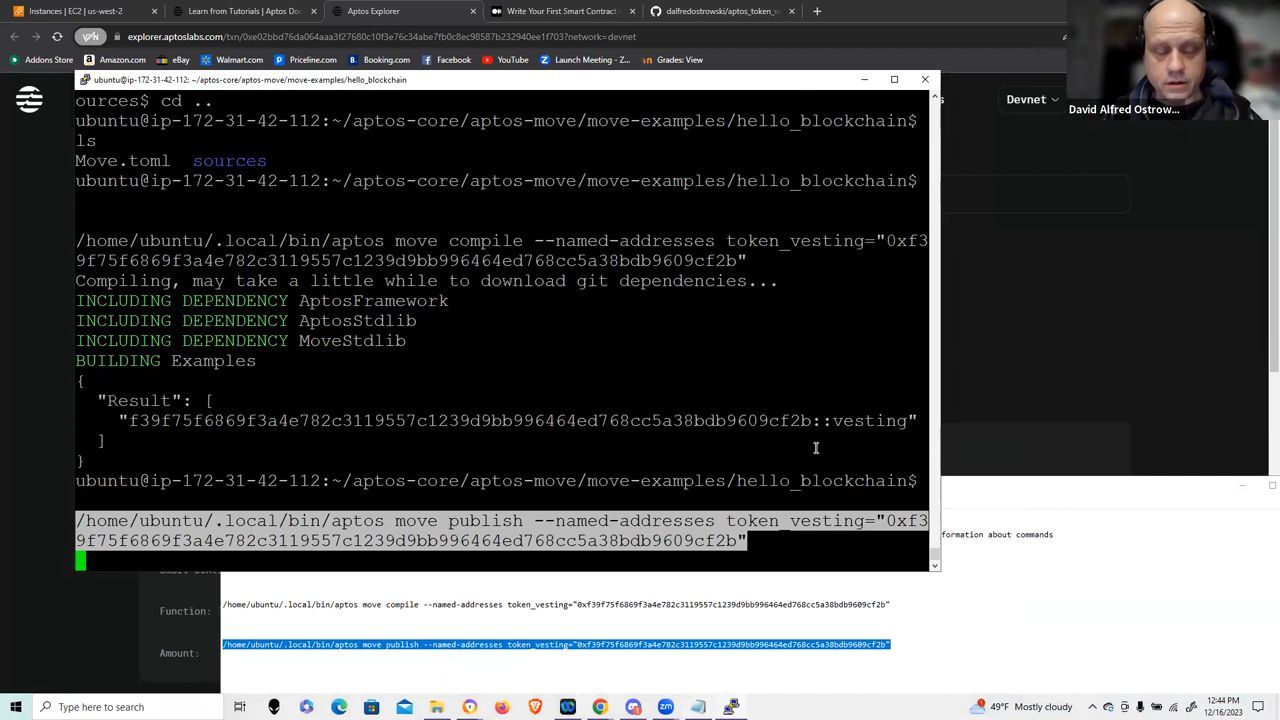 Instances | EC2 | us-east-1
Learn from Tutorials | Aptos Doc
Aptos Explorer
Write Your First Smart Contract
dalfredostrowski/aptos_token_v
explorer.aptoslabs.com/txn/0xe02bbd76da064aaa3f27680c10f3e76c34abe7fb0c8ec98587b232940ee1f703?network=devnet
Addons Store
Amazon.com
eBay
Walmart.com
Priceline.com
Booking.com
Facebook
YouTube
Launch Meeting - Z...
Grades: View
ubuntu@ip-172-31-42-112: ~/aptos-core/aptos-move/move-examples/hello_blockchain
Devnet
David Alfred Ostrow...
ources$ cd ..
ubuntu@ip-172-31-42-112:~/aptos-core/aptos-move/move-examples/hello_blockchain$
ls
Move.toml  sources
ubuntu@ip-172-31-42-112:~/aptos-core/aptos-move/move-examples/hello_blockchain$
/home/ubuntu/.local/bin/aptos move compile --named-addresses token_vesting="0xf3
9f75f6869f3a4e782c3119557c1239d9bb996464ed768cc5a38bdb9609cf2b"
Compiling, may take a little while to download git dependencies...
INCLUDING DEPENDENCY AptosFramework
INCLUDING DEPENDENCY AptosStdlib
INCLUDING DEPENDENCY MoveStdlib
BUILDING Examples
{
"Result": [
"f39f75f6869f3a4e782c3119557c1239d9bb996464ed768cc5a38bdb9609cf2b::vesting"
]
}
ubuntu@ip-172-31-42-112:~/aptos-core/aptos-move/move-examples/hello_blockchain$
/home/ubuntu/.local/bin/aptos move publish --named-addresses token_vesting="0xf3
9f75f6869f3a4e782c3119557c1239d9bb996464ed768cc5a38bdb9609cf2b"
formation about commands
Function:
/home/ubuntu/.local/bin/aptos move compile --named-addresses token_vesting="0xf39f75f6869f3a4e782c3119557c1239d9bb996464ed768cc5a38bdb9609cf2b"
Amount:
/home/ubuntu/.local/bin/aptos move publish --named-addresses token_vesting="0xf39f75f6869f3a4e782c3119557c1239d9bb996464ed768cc5a38bdb9609cf2b"
Type here to search
49°F Mostly cloudy
12:44 PM
12/16/2023